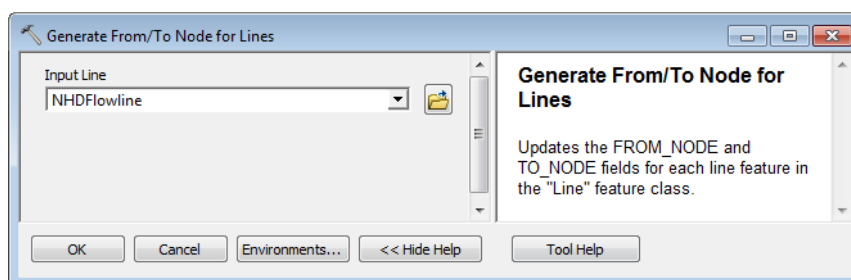 Generate From/To Node for Lines
Input Line
NHDFlowline
Generate From/To Node for
Lines
Updates the FROM_NODE and
TO_NODE fields for each line feature in
the "Line" feature class.
OK
Cancel
Environments...
<< Hide Help
Tool Help